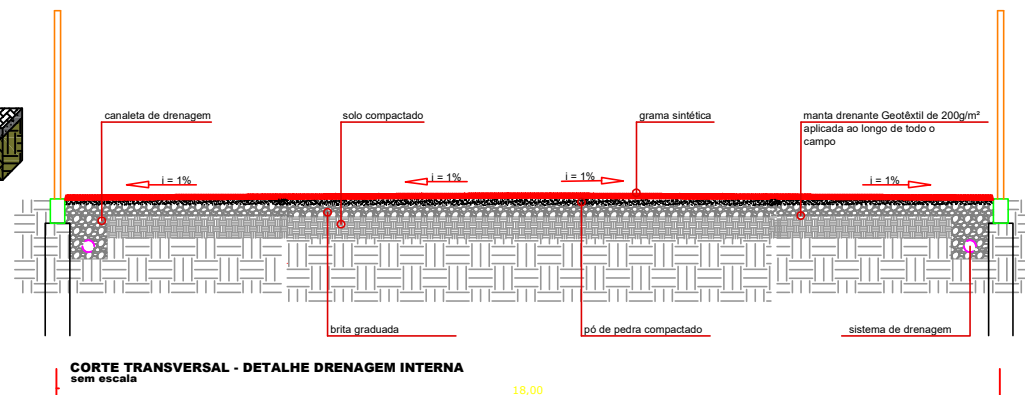 canaleta de drenagem
solo compactado
grama sintética
manta drenante Geotêxtil de 200g/m²
aplicada ao longo de todo o
campo
i = 1%
i = 1%
i = 1%
i = 1%
brita graduada
pó de pedra compactado
sistema de drenagem
CORTE TRANSVERSAL - DETALHE DRENAGEM INTERNA
sem escala
18,00